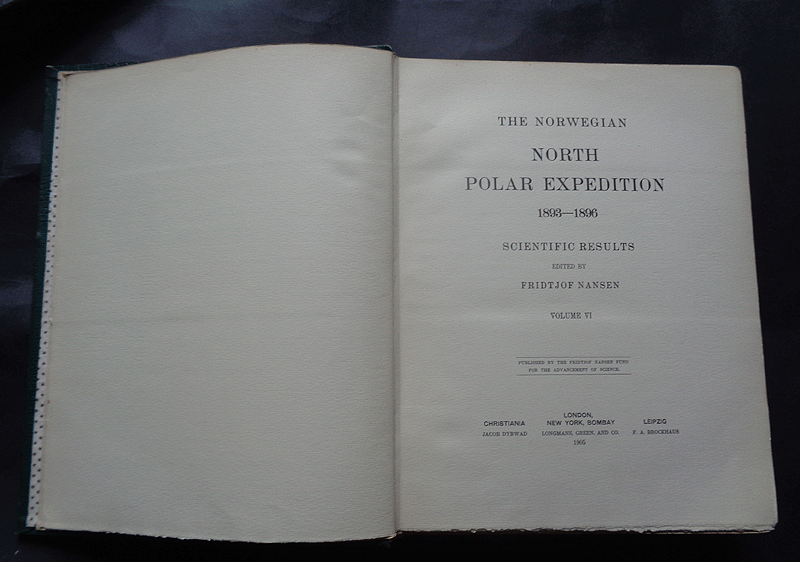 THE NORWEGIAN
NORTH
POLAR EXPEDITION
1893—1896
SCIENTIFIC RESULTS
EDITED BY
FRIDTJOF NANSEN
VOLUME VI
PUBLISHED BY THE FRIDTJOF NANSEN FUND
FOR THE ADVANCEMENT OF SCIENCE.
CHRISTIANIA
JACOB DYBWAD
LONDON,
NEW YORK, BOMBAY
LONGMANS, GREEN, AND CO.
1905
LEIPZIG
F. A. BROCKHAUS